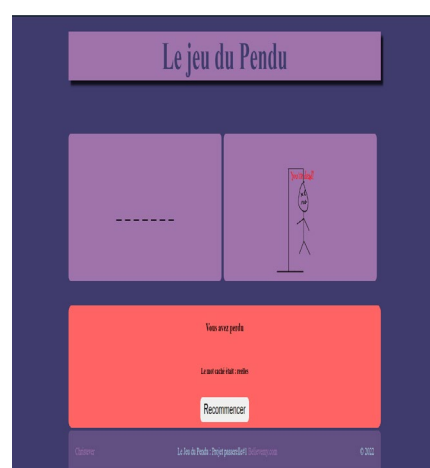 Le jeu du Pendu
_ _ _ _ _ _ _
Vous avez perdu
Le mot caché était :
Recommencer
Le Jeu du Pendu : Projet passerelle©1
© 2022